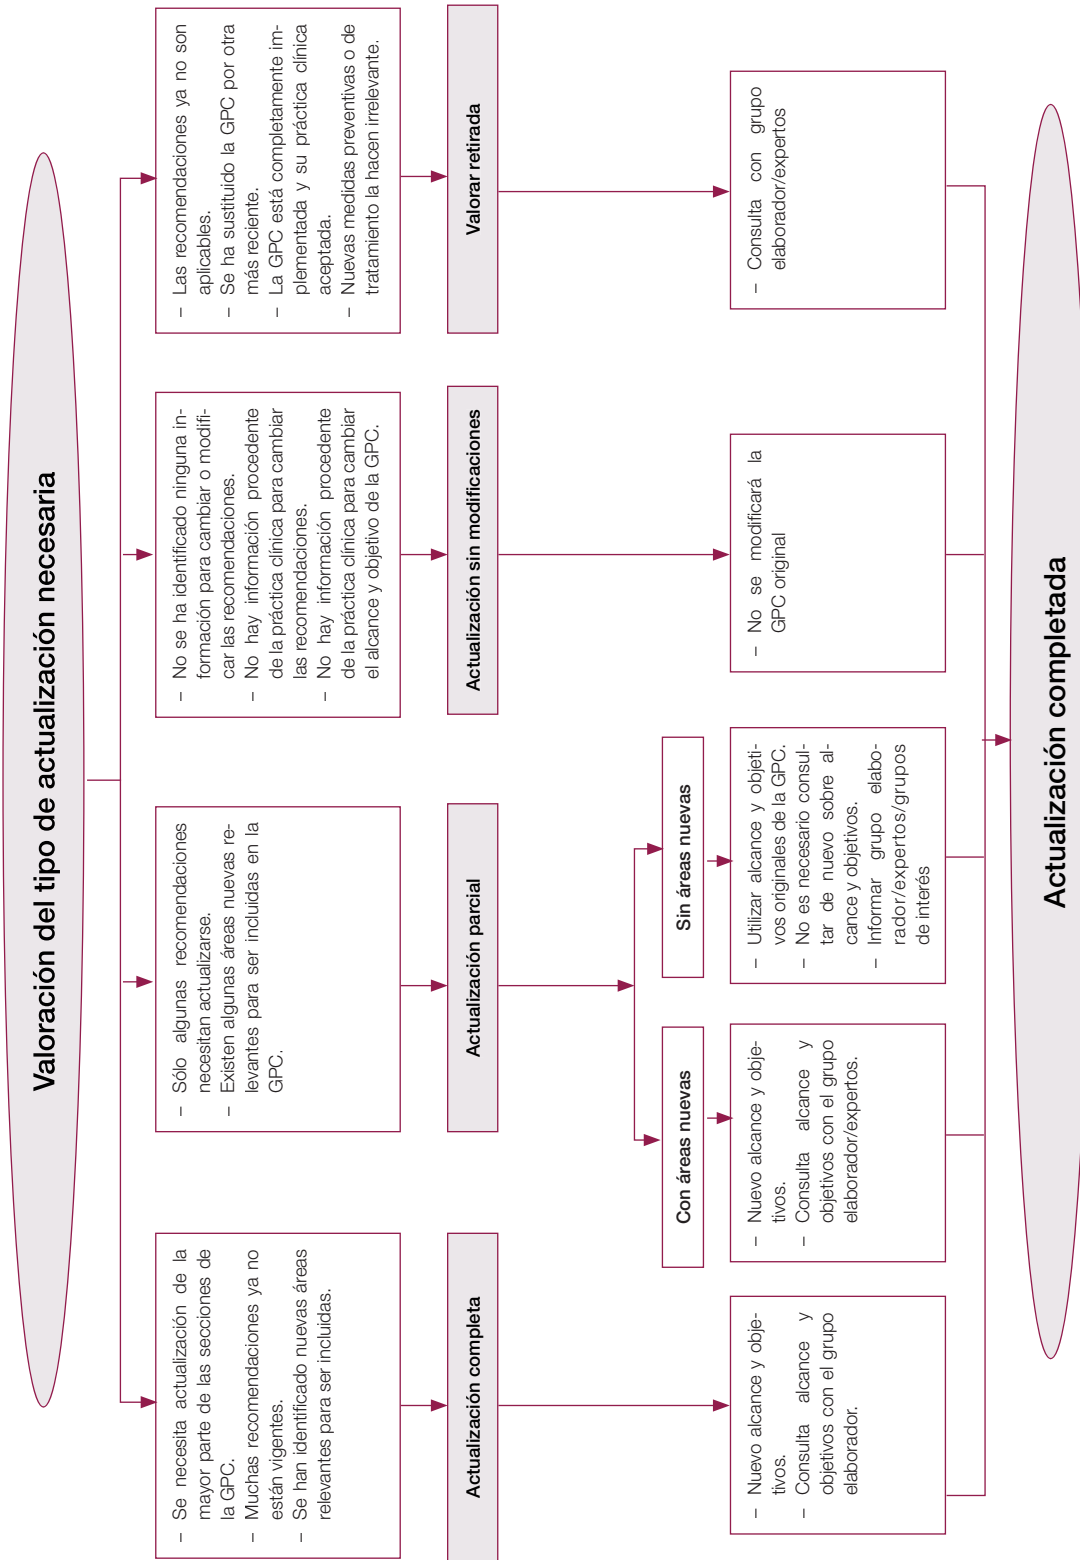 Valoración del tipo de actualización necesaria
– Se necesita actualización de la
mayor parte de las secciones de
la GPC.
– Muchas recomendaciones ya no
están vigentes.
– Se han identificado nuevas áreas
relevantes para ser incluidas.
– Sólo algunas recomendaciones
necesitan actualizarse.
– Existen algunas áreas nuevas re-
levantes para ser incluidas en la
GPC.
– No se ha identificado ninguna in-
formación para cambiar o modifi-
car las recomendaciones.
– No hay información procedente
de la práctica clínica para cambiar
las recomendaciones.
– No hay información procedente
de la práctica clínica para cambiar
el alcance y objetivo de la GPC.
– Las recomendaciones ya no son
aplicables.
– Se ha sustituido la GPC por otra
más reciente.
– La GPC está completamente im-
plementada y su práctica clínica
aceptada.
– Nuevas medidas preventivas o de
tratamiento la hacen irrelevante.
Actualización completa
Actualización parcial
Actualización sin modificaciones
Valorar retirada
Con áreas nuevas
Sin áreas nuevas
– Nuevo alcance y obje-
tivos.
– Consulta alcance y
objetivos con el grupo
elaborador.
– Nuevo alcance y obje-
tivos.
– Consulta alcance y
objetivos con el grupo
elaborador/expertos.
– Utilizar alcance y objeti-
vos originales de la GPC.
– No es necesario consul-
tar de nuevo sobre al-
cance y objetivos.
– Informar grupo elabo-
rador/expertos/grupos
de interés
– No se modificará la
GPC original
– Consulta con grupo
elaborador/expertos
Actualización completada